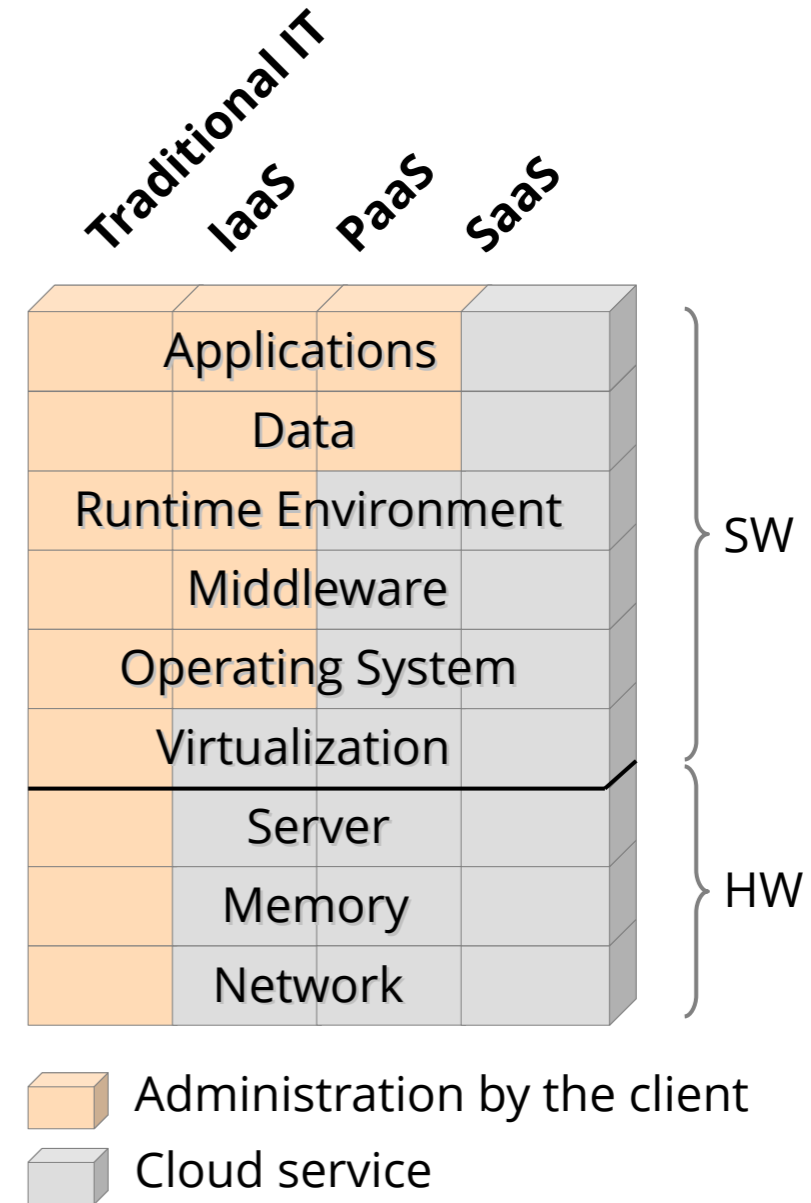 Traditional IT
IaaS
PaaS
SaaS
Applications
Data
Runtime Environment
Middleware
Operating System
Virtualization
Server
Memory
Network
SW
HW
Administration by the client
Cloud service